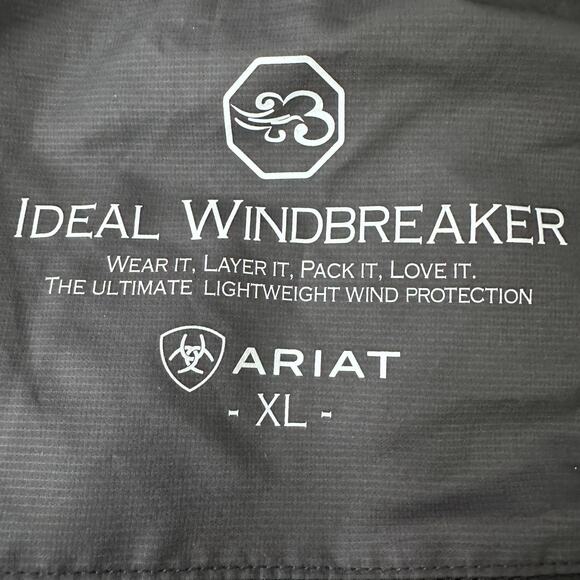 IDEAL WINDBREAKER
WEAR IT, LAYER IT, PACK IT, LOVE IT.
THE ULTIMATE LIGHTWEIGHT WIND PROTECTION
ARIAT
- XL -